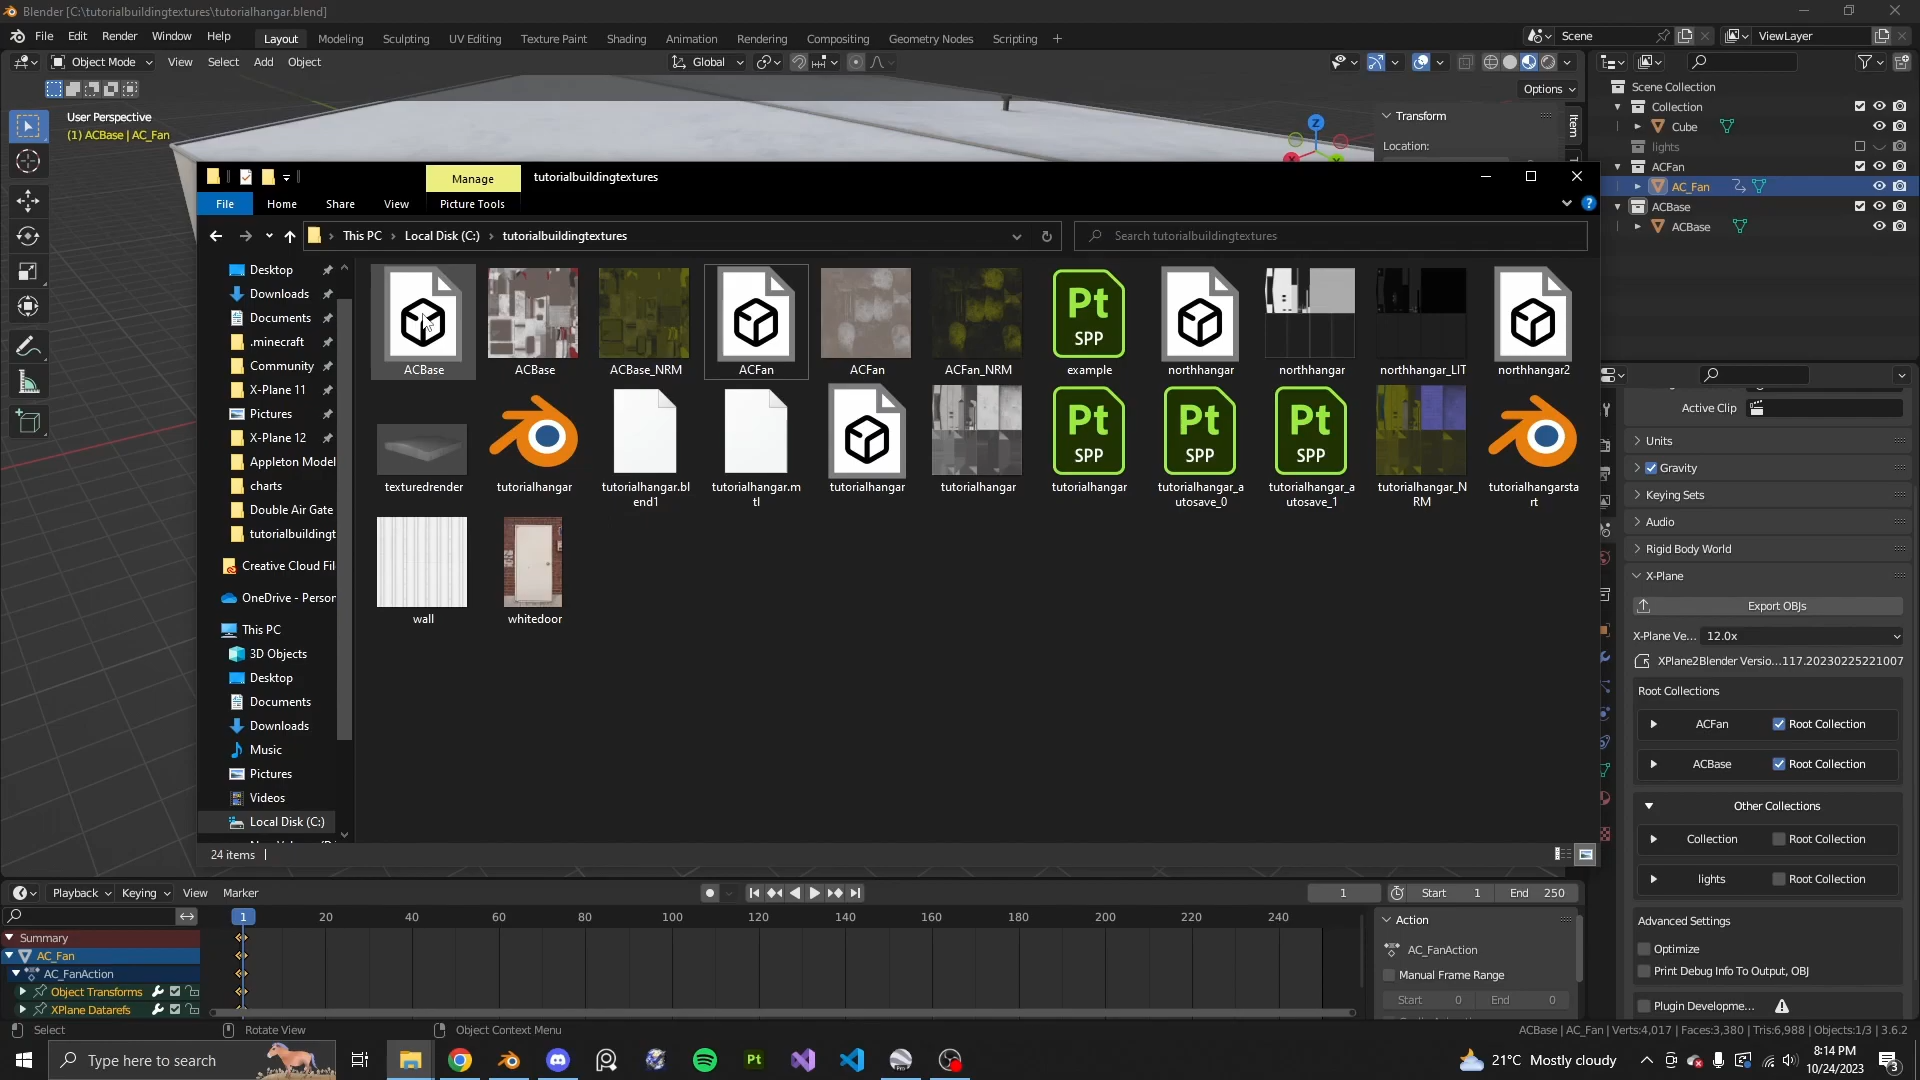 Blender [C:\tutorialbuildingtextures\tutorialhangar.blend]
File Edit Render Window Help
Layout Modeling Sculpting UV Editing Texture Paint Shading Animation Rendering Compositing Geometry Nodes Scripting +
Scene ViewLayer
Object Mode View Select Add Object Global
Options
User Perspective
(1) ACBase | AC_Fan
Transform
Location:
Item
Z
Scene Collection
Collection
Cube
lights
ACFan
AC_Fan
ACBase
ACBase
Manage tutorialbuildingtextures
File Home Share View Picture Tools
This PC Local Disk (C:) tutorialbuildingtextures Search tutorialbuildingtextures
Desktop
Downloads
Documents
.minecraft
Community
X-Plane 11
Pictures
X-Plane 12
Appleton Model
charts
Double Air Gate
tutorialbuildingt
Creative Cloud Fil
OneDrive - Person
This PC
3D Objects
Desktop
Documents
Downloads
Music
Pictures
Videos
Local Disk (C:)
Pt
SPP
ACBase ACBase ACBase_NRM ACFan ACFan ACFan_NRM example northhangar northhangar northhangar_LIT northhangar2
Pt Pt Pt
SPP SPP SPP
texturedrender tutorialhangar tutorialhangar.bl tutorialhangar.m tutorialhangar tutorialhangar tutorialhangar tutorialhangar_a tutorialhangar_a tutorialhangar_N tutorialhangarsta
end1 tl utosave_0 utosave_1 RM rt
wall whitedoor
24 items
Active Clip
Units
Gravity
Keying Sets
Audio
Rigid Body World
X-Plane
Export OBJs
X-Plane Ve... 12.0x
XPlane2Blender Versio...117.20230225221007
Root Collections
ACFan Root Collection
ACBase Root Collection
Other Collections
Collection Root Collection
lights Root Collection
Advanced Settings
Optimize
Print Debug Info To Output, OBJ
Plugin Developme...
Playback Keying View Marker 1 Start 1 End 250
1 20 40 60 80 100 120 140 160 180 200 220 240
Summary
AC_Fan
AC_FanAction
Object Transforms
XPlane Datarefs
Action
AC_FanAction
Manual Frame Range
Start 0 End 0
Select Rotate View Object Context Menu
ACBase | AC_Fan | Verts:4,017 | Faces:3,380 | Tris:6,988 | Objects:1/3 | 3.6.2
Type here to search
Pt
21°C Mostly cloudy
8:14 PM
10/24/2023
3